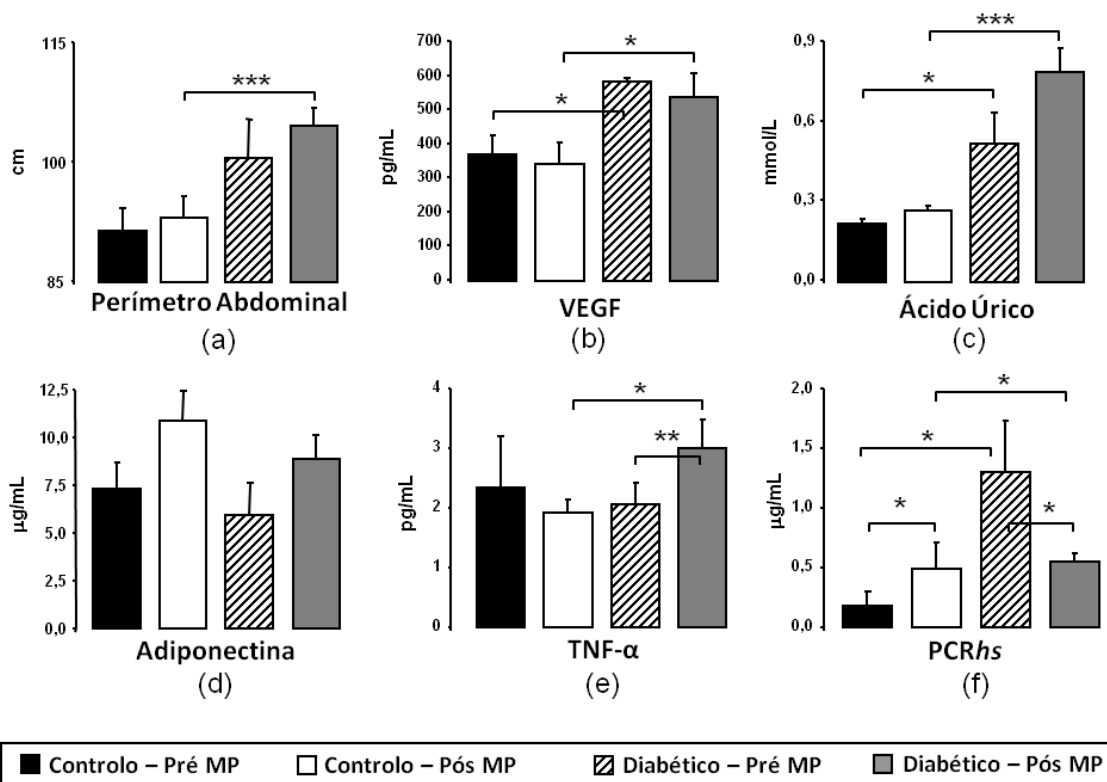 115
100
85
cm
***
Perímetro Abdominal
(a)
700
600
500
400
300
200
100
0
pg/mL
*
*
VEGF
(b)
0,9
0,6
0,3
0,0
mmol/L
***
*
Ácido Úrico
(c)
12,5
10,0
7,5
5,0
2,5
0,0
µg/mL
Adiponectina
(d)
4
3
2
1
0
pg/mL
*
**
TNF-α
(e)
2,0
1,5
1,0
0,5
0,0
µg/mL
*
*
*
*
PCRhs
(f)
Controlo – Pré MP Controlo – Pós MP Diabético – Pré MP Diabético – Pós MP